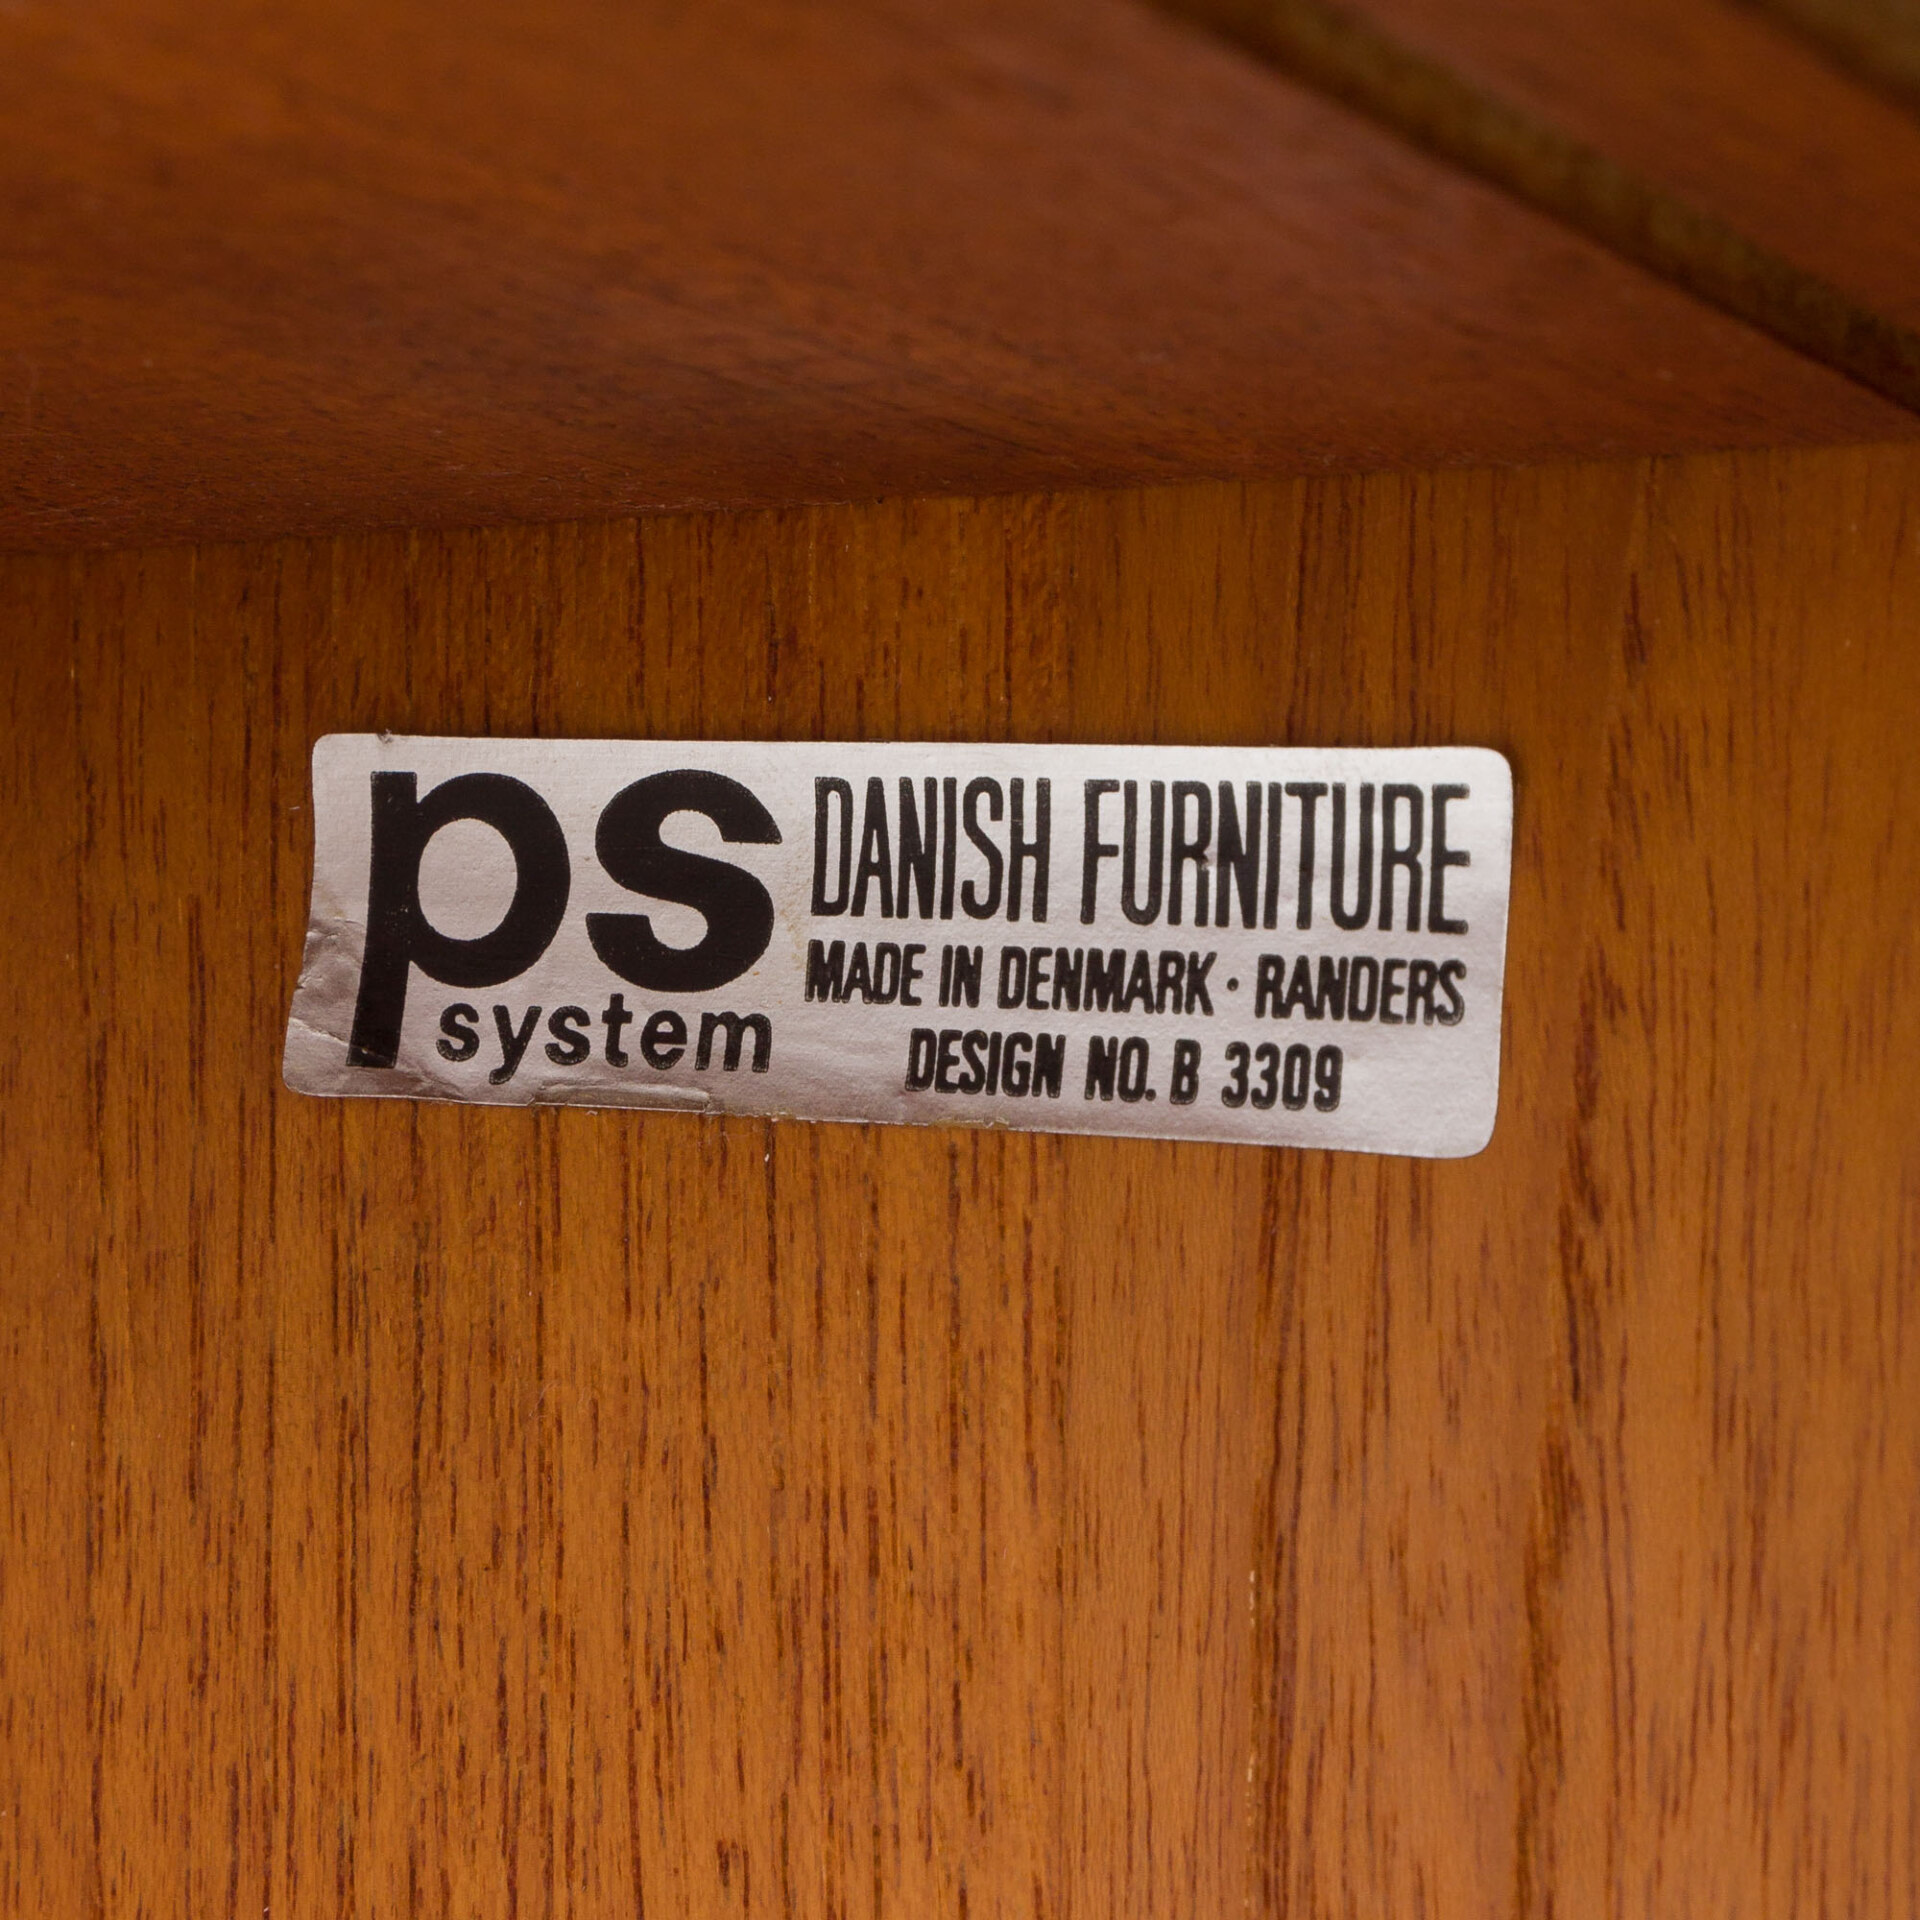 ps
system
DANISH FURNITURE
MADE IN DENMARK · RANDERS
DESIGN NO. B 3309